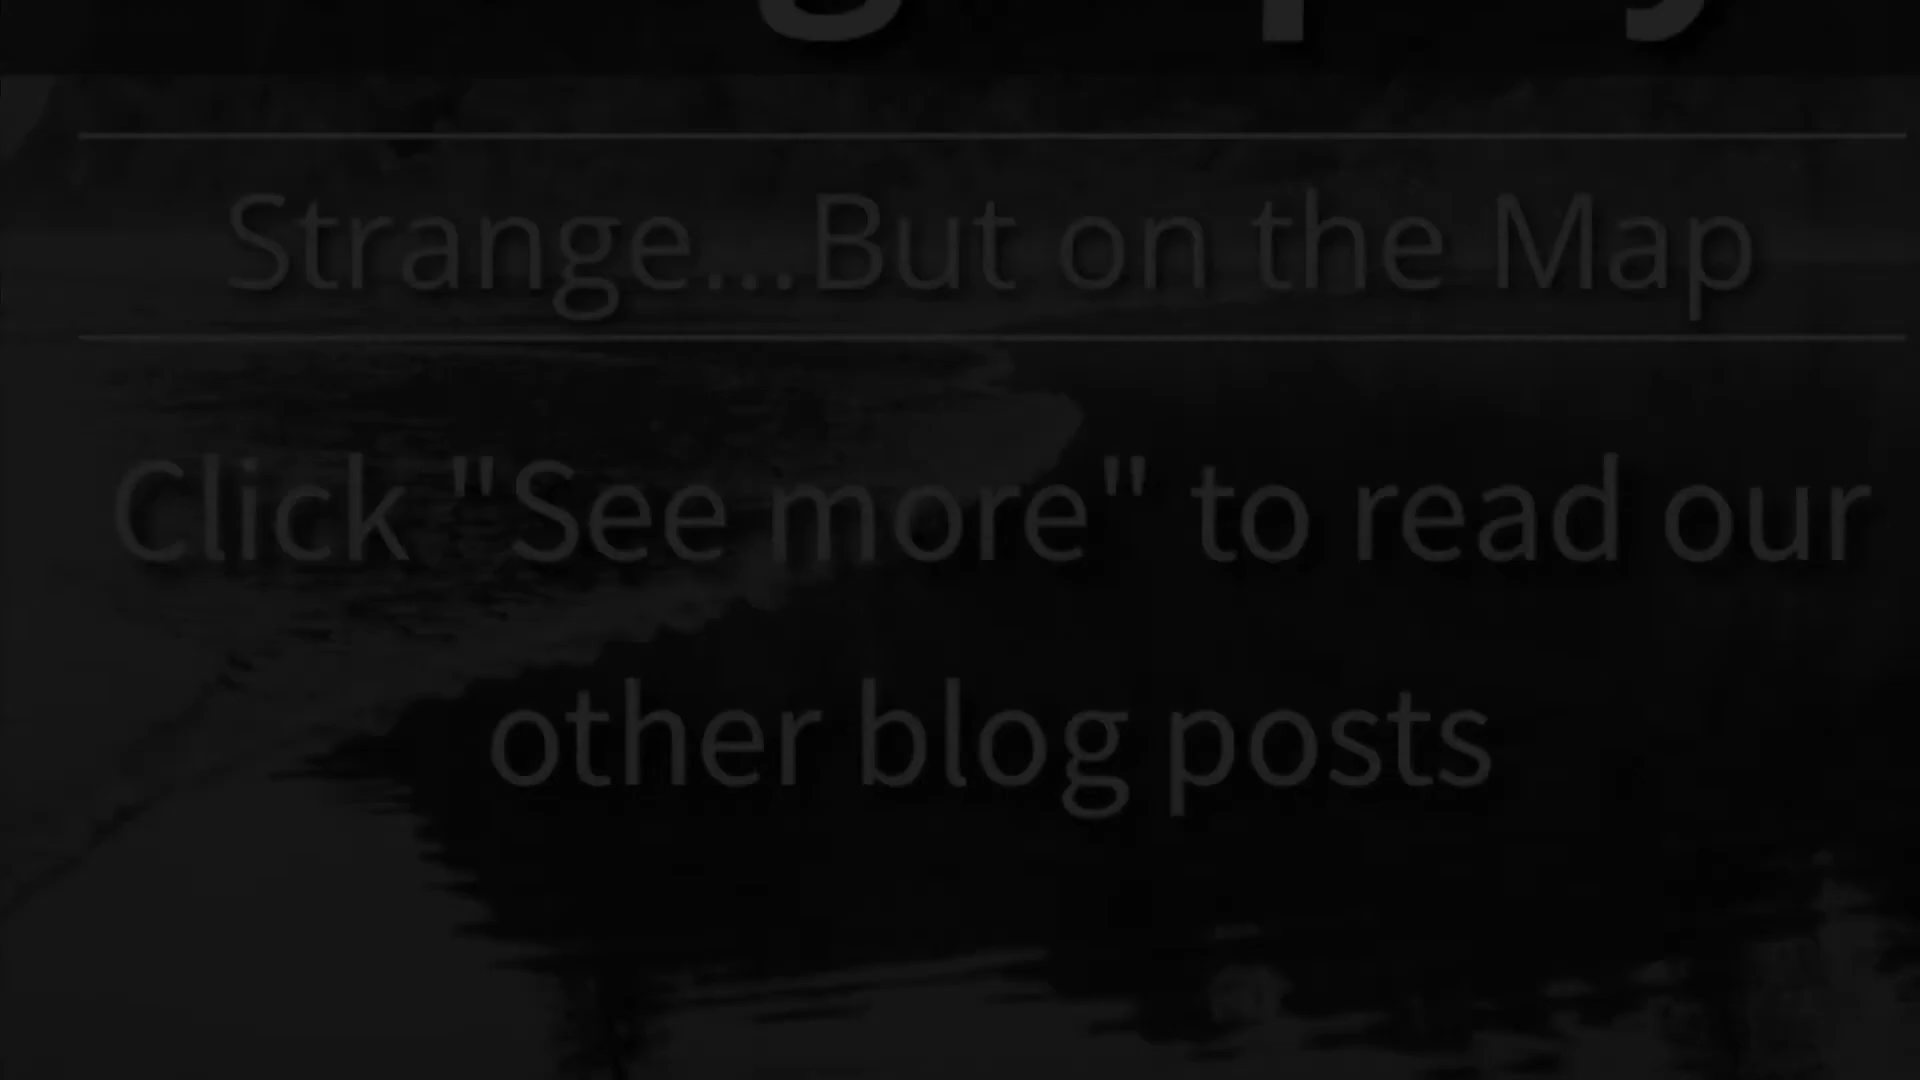 Strange...But on the Map
Click "See more" to read our
other blog posts